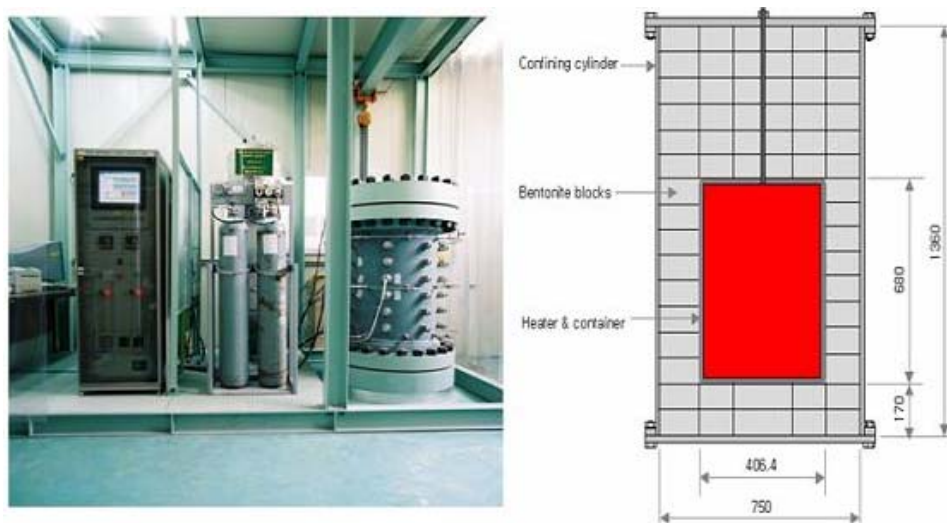 Confining cylinder
Bentonite blocks
Heater & container
1360
680
170
406.4
750